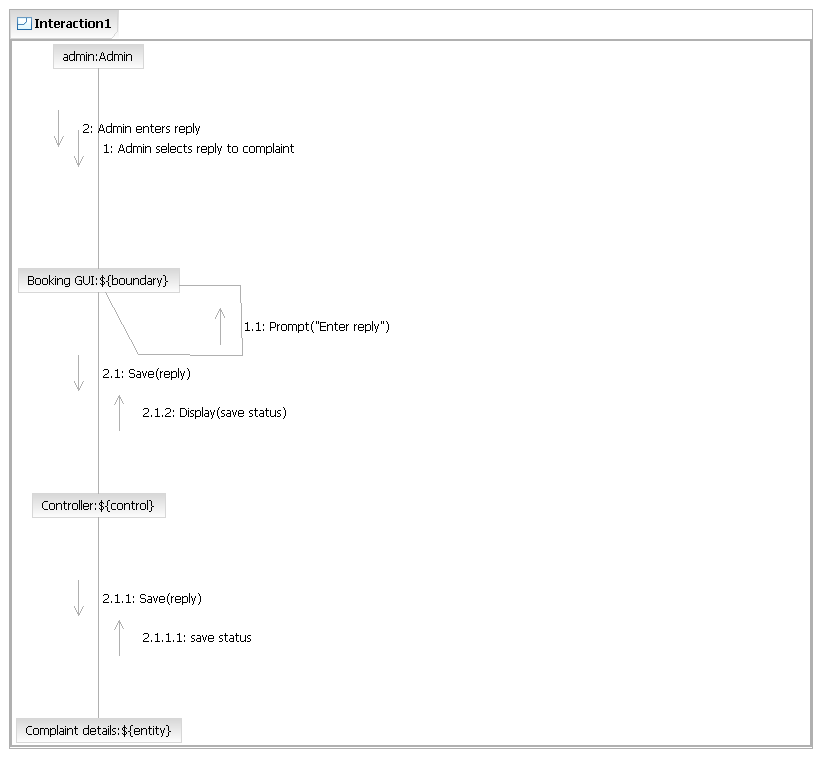 Interaction1
admin:Admin
2: Admin enters reply
1: Admin selects reply to complaint
Booking GUI:${boundary}
1.1: Prompt("Enter reply")
2.1: Save(reply)
2.1.2: Display(save status)
Controller:${control}
2.1.1: Save(reply)
2.1.1.1: save status
Complaint details:${entity}